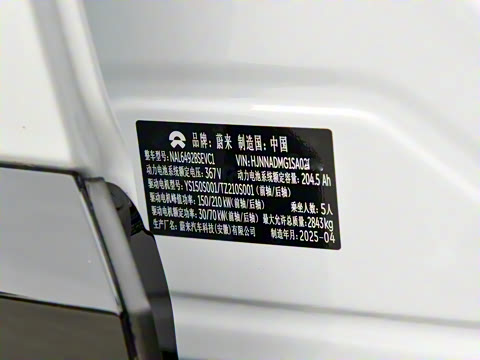 品牌: 蔚来 制造国: 中国
整车型号: NAL6492BSEVC1 VIN: HJNNADMG1SA02
动力电池系统额定电压: 367V 动力电池系统额定容量: 204.5 Ah
驱动电机型号: YS150S001/TZ210S001 (前轴/后轴)
驱动电机峰值功率: 150/210 kW (前轴/后轴) 乘坐人数: 5人
驱动电机额定功率: 30/70 kW (前轴/后轴) 最大允许总质量: 2843kg
生产厂名: 蔚来汽车科技(安徽)有限公司 制造年月: 2025-04